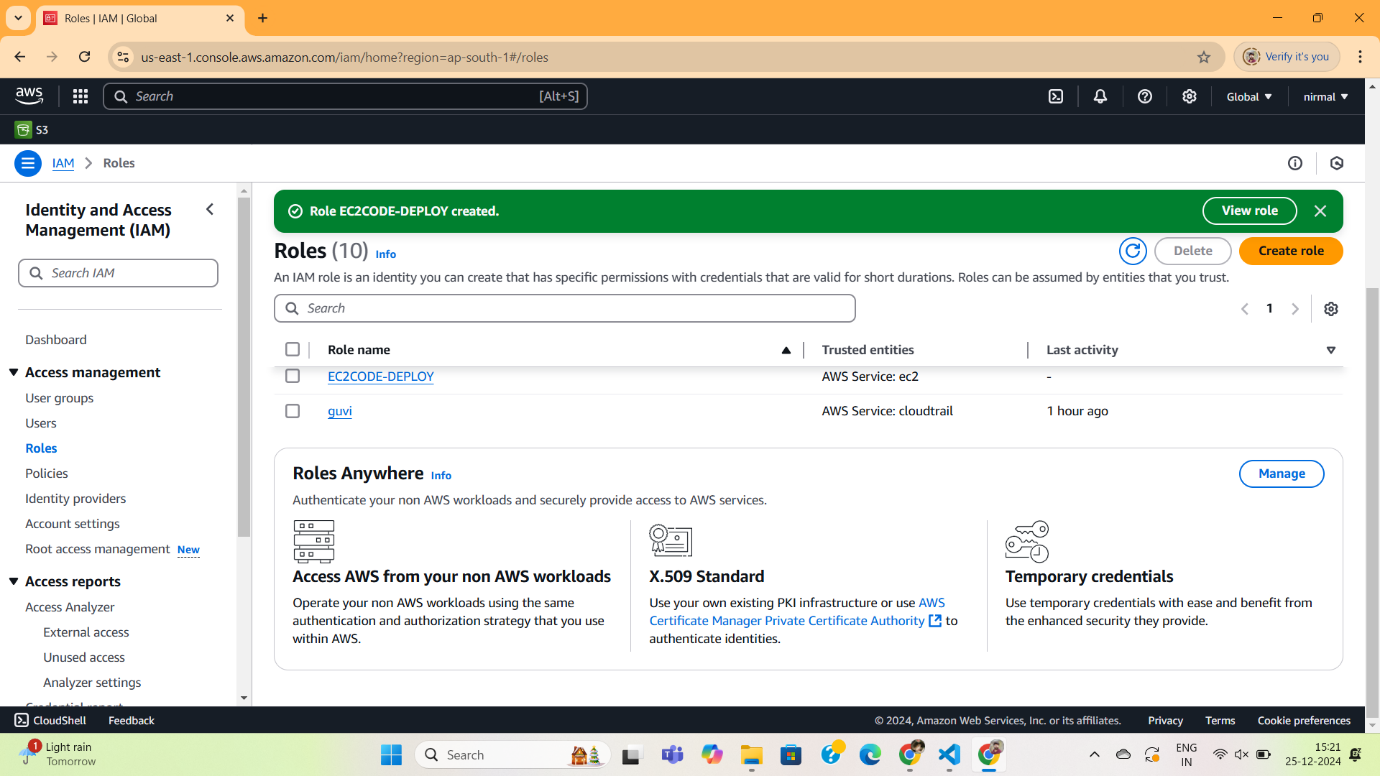 Roles | IAM | Global
us-east-1.console.aws.amazon.com/iam/home?region=ap-south-1#/roles
Verify it's you
aws
Search
[Alt+S]
Global
nirmal
S3
IAM
Roles
Identity and Access
Management (IAM)
Search IAM
Dashboard
Access management
User groups
Users
Roles
Policies
Identity providers
Account settings
Root access management New
Access reports
Access Analyzer
External access
Unused access
Analyzer settings
Credential report
Role EC2CODE-DEPLOY created.
View role
Roles (10) Info
Delete
Create role
An IAM role is an identity you can create that has specific permissions with credentials that are valid for short durations. Roles can be assumed by entities that you trust.
Search
1
Role name
Trusted entities
Last activity
EC2CODE-DEPLOY
AWS Service: ec2
-
guvi
AWS Service: cloudtrail
1 hour ago
Roles Anywhere Info
Manage
Authenticate your non AWS workloads and securely provide access to AWS services.
Access AWS from your non AWS workloads
Operate your non AWS workloads using the same
authentication and authorization strategy that you use
within AWS.
X.509 Standard
Use your own existing PKI infrastructure or use AWS
Certificate Manager Private Certificate Authority to
authenticate identities.
Temporary credentials
Use temporary credentials with ease and benefit from
the enhanced security they provide.
CloudShell
Feedback
© 2024, Amazon Web Services, Inc. or its affiliates.
Privacy
Terms
Cookie preferences
1
Light rain
Tomorrow
Search
ENG
IN
15:21
25-12-2024